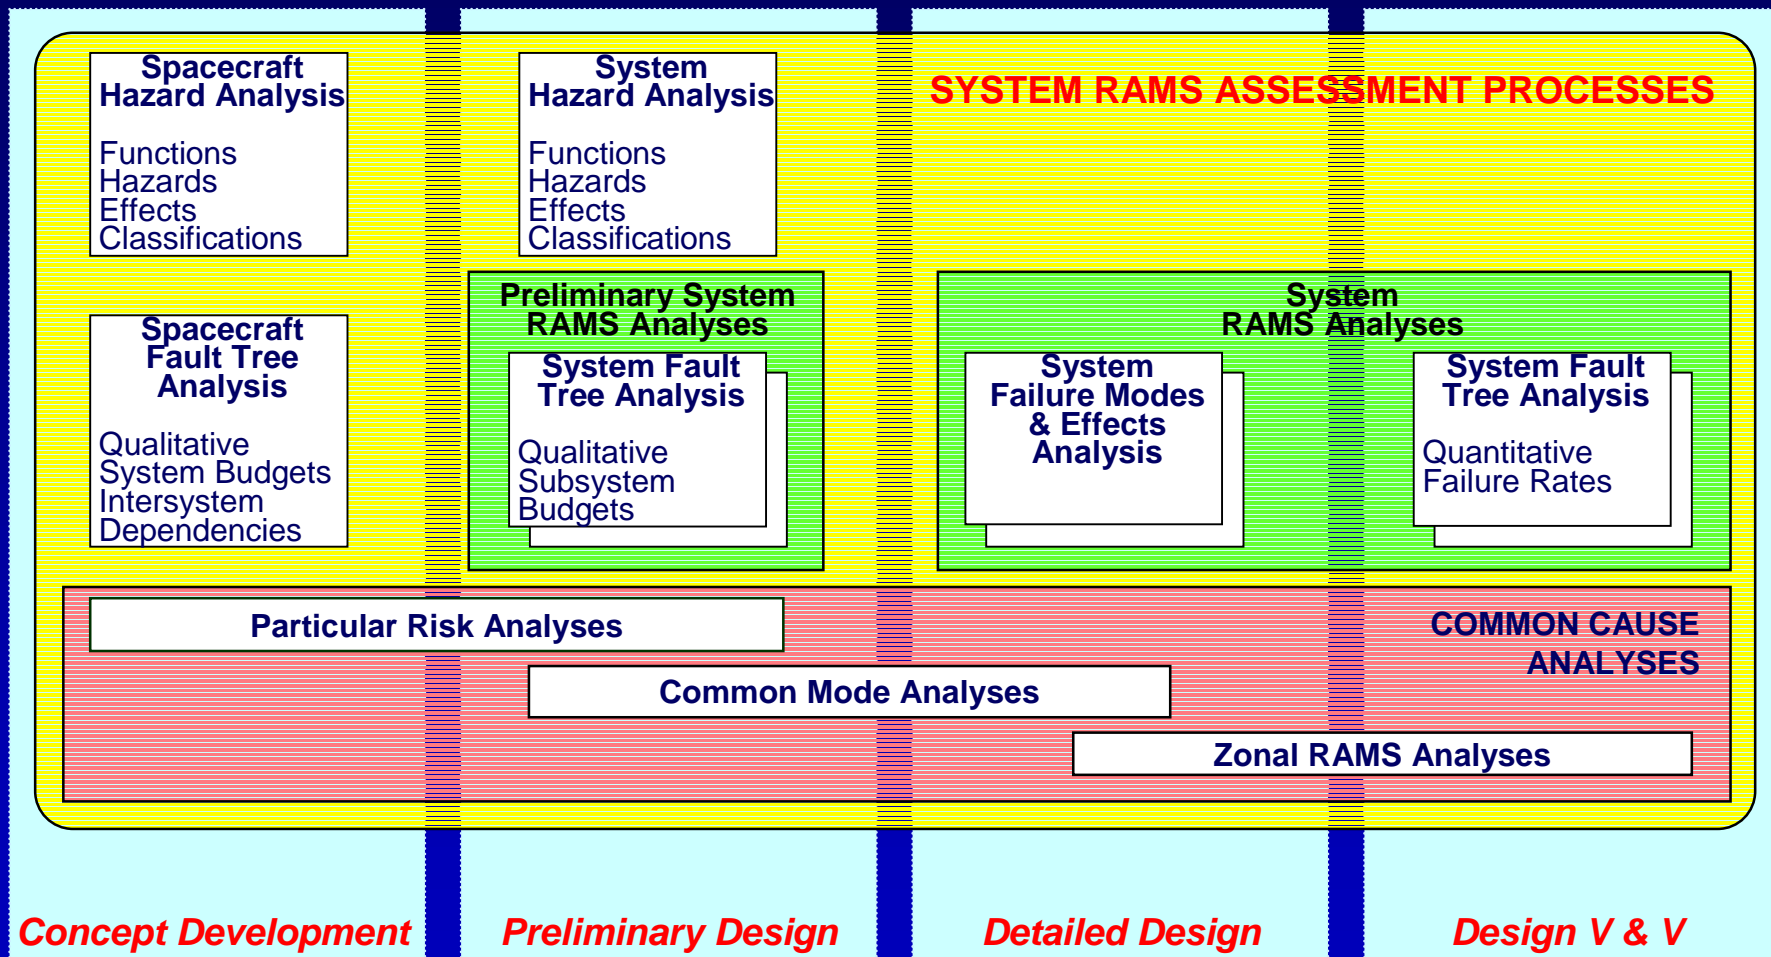 Spacecraft
Hazard Analysis
Functions
Hazards
Effects
Classifications
System
Hazard Analysis
Functions
Hazards
Effects
Classifications
SYSTEM RAMS ASSESSMENT PROCESSES
Spacecraft
Fault Tree
Analysis
Qualitative
System Budgets
Intersystem
Dependencies
Preliminary System
RAMS Analyses
System Fault
Tree Analysis
Qualitative
Subsystem
Budgets
System
RAMS Analyses
System
Failure Modes
& Effects
Analysis
System Fault
Tree Analysis
Quantitative
Failure Rates
Particular Risk Analyses
COMMON CAUSE
ANALYSES
Common Mode Analyses
Zonal RAMS Analyses
Concept Development
Preliminary Design
Detailed Design
Design V & V